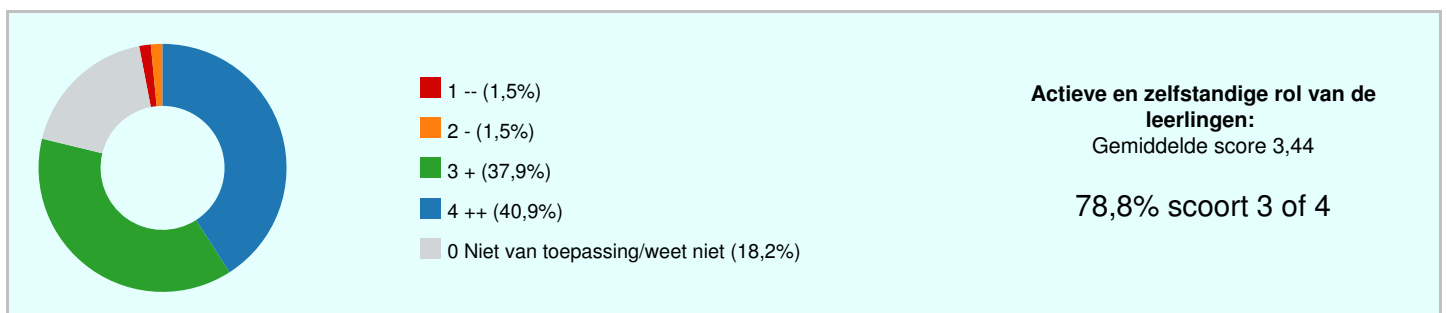 1 -- (1,5%)
2 - (1,5%)
3 + (37,9%)
4 ++ (40,9%)
0 Niet van toepassing/weet niet (18,2%)
Actieve en zelfstandige rol van de
leerlingen:
Gemiddelde score 3,44
78,8% scoort 3 of 4